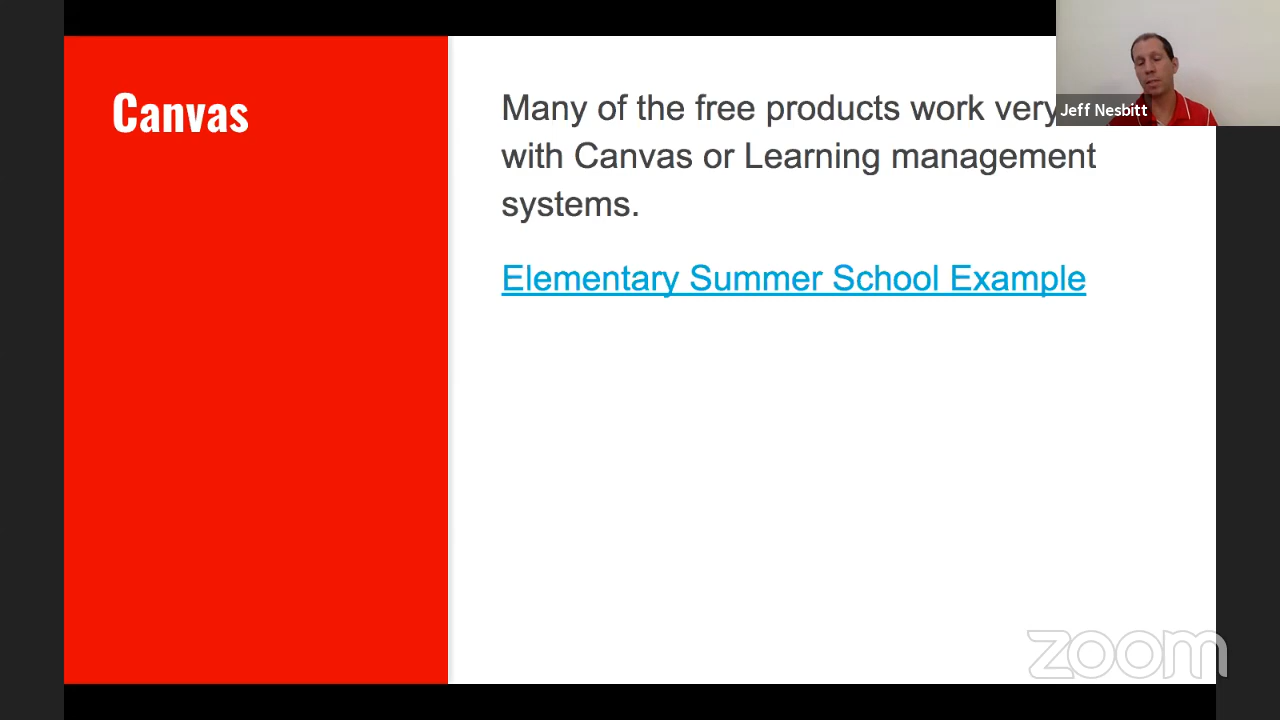 Canvas
Many of the free products work very
with Canvas or Learning management
systems.
Elementary Summer School Example
Jeff Nesbitt
zoom